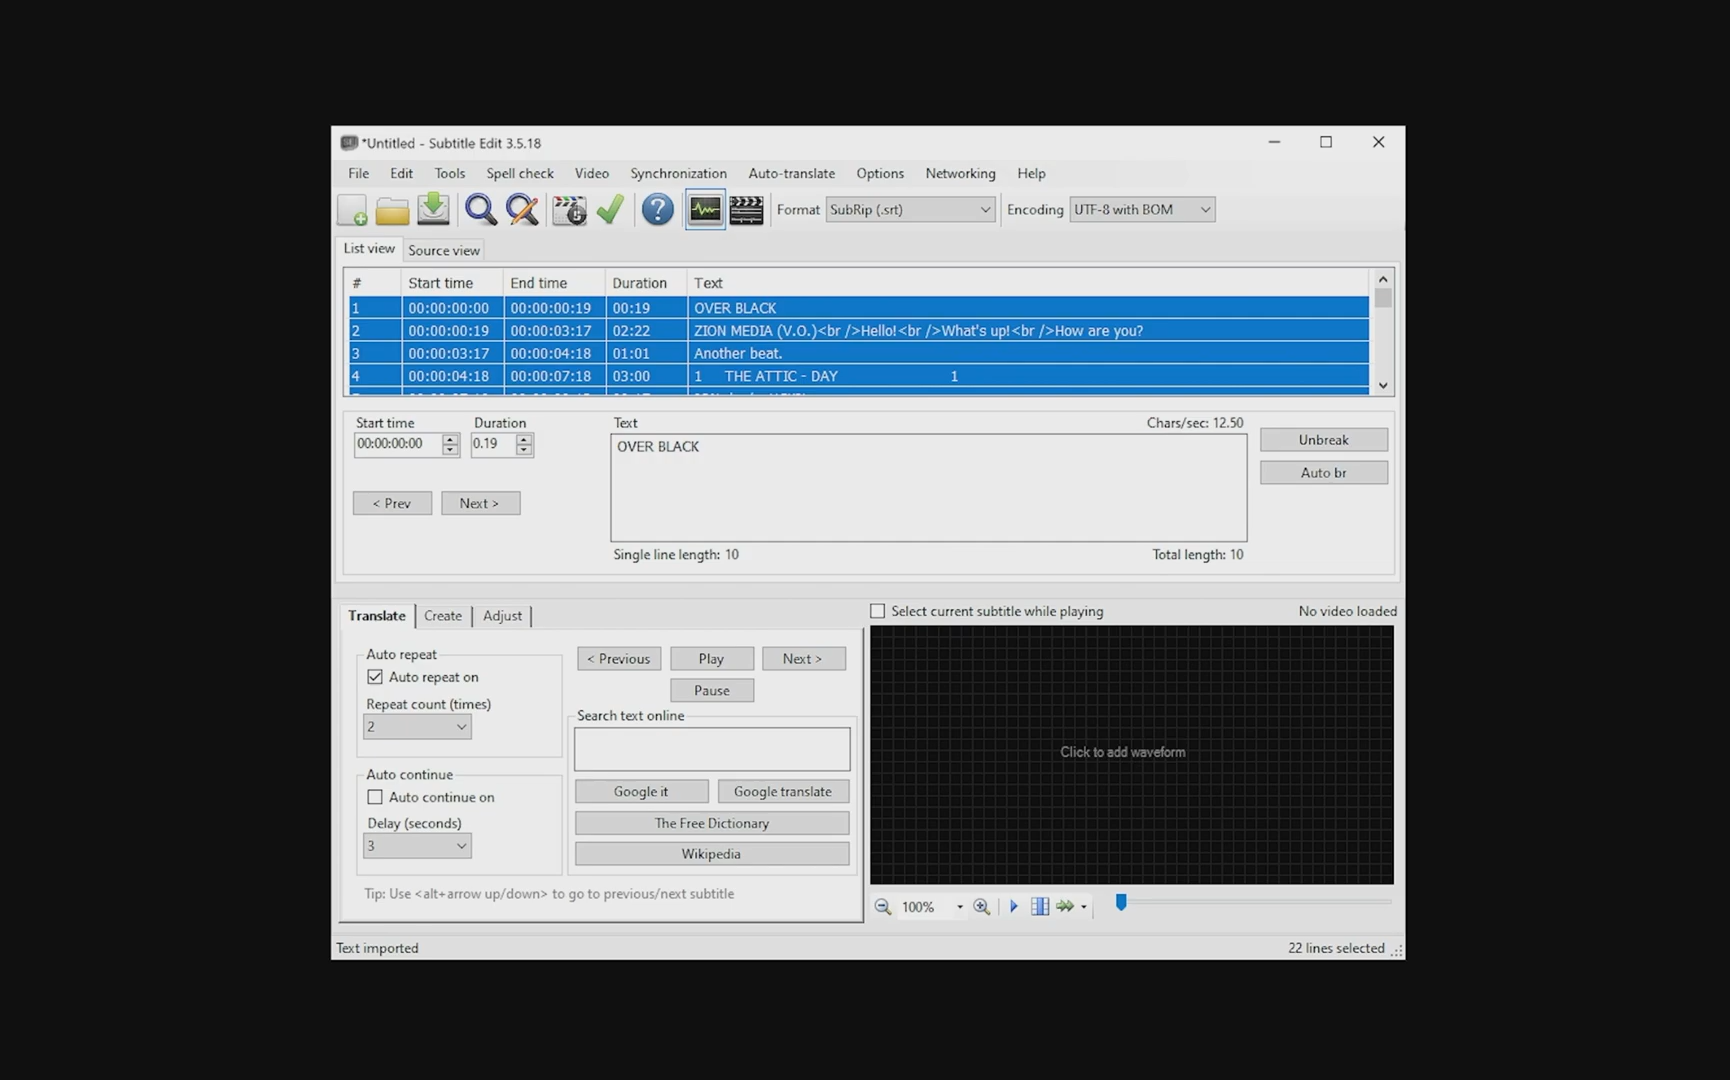 *Untitled - Subtitle Edit 3.5.18
File Edit Tools Spell check Video Synchronization Auto-translate Options Networking Help
Format SubRip (.srt) Encoding UTF-8 with BOM
List view Source view
# Start time End time Duration Text
1 00:00:00:00 00:00:00:19 00:19 OVER BLACK
2 00:00:00:19 00:00:03:17 02:22 ZION MEDIA (V.O.)<br />Hello!<br />What's up!<br />How are you?
3 00:00:03:17 00:00:04:18 01:01 Another beat.
4 00:00:04:18 00:00:07:18 03:00 1 THE ATTIC - DAY 1
Start time Duration Text Chars/sec: 12.50
00:00:00:00 0.19 OVER BLACK Unbreak
Auto br
< Prev Next >
Single line length: 10 Total length: 10
Translate Create Adjust
Select current subtitle while playing No video loaded
Auto repeat
Auto repeat on
Repeat count (times)
2
Auto continue
Auto continue on
Delay (seconds)
3
< Previous Play Next >
Pause
Search text online
Google it Google translate
The Free Dictionary
Wikipedia
Tip: Use <alt+arrow up/down> to go to previous/next subtitle
Click to add waveform
100%
Text imported 22 lines selected